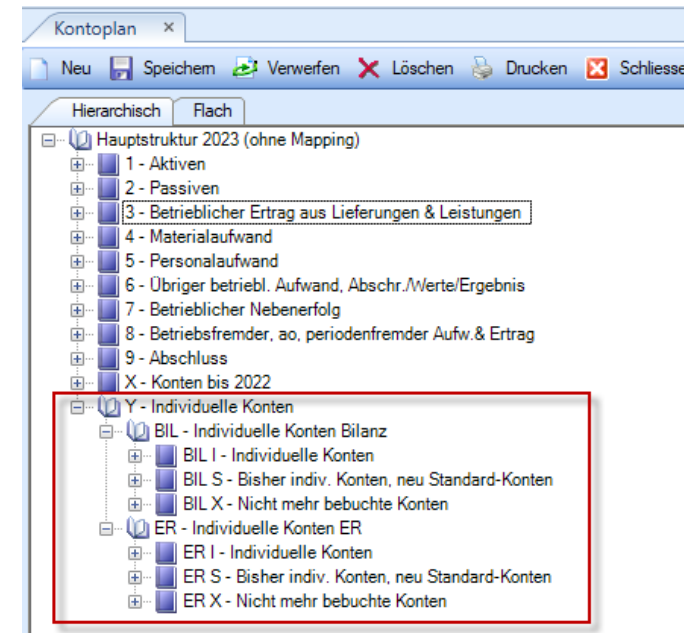 Kontoplan ×
Neu Speichern Verwerfen Löschen Drucken Schliesse
Hierarchisch Flach
Hauptstruktur 2023 (ohne Mapping)
1 - Aktiven
2 - Passiven
3 - Betrieblicher Ertrag aus Lieferungen & Leistungen
4 - Materialaufwand
5 - Personalaufwand
6 - Übriger betriebl. Aufwand, Abschr./Werte/Ergebnis
7 - Betrieblicher Nebenerfolg
8 - Betriebsfremder, ao, periodenfremder Aufw.& Ertrag
9 - Abschluss
X - Konten bis 2022
Y - Individuelle Konten
BIL - Individuelle Konten Bilanz
BIL I - Individuelle Konten
BIL S - Bisher indiv. Konten, neu Standard-Konten
BIL X - Nicht mehr bebuchte Konten
ER - Individuelle Konten ER
ER I - Individuelle Konten
ER S - Bisher indiv. Konten, neu Standard-Konten
ER X - Nicht mehr bebuchte Konten